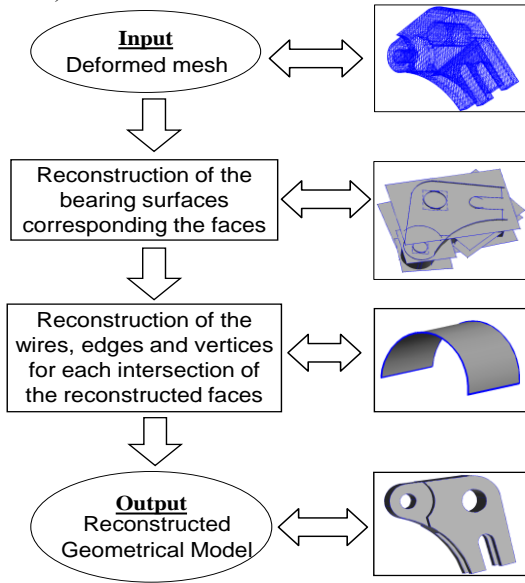 Input
Deformed mesh
Reconstruction of the
bearing surfaces
corresponding the faces
Reconstruction of the
wires, edges and vertices
for each intersection of
the reconstructed faces
Output
Reconstructed
Geometrical Model